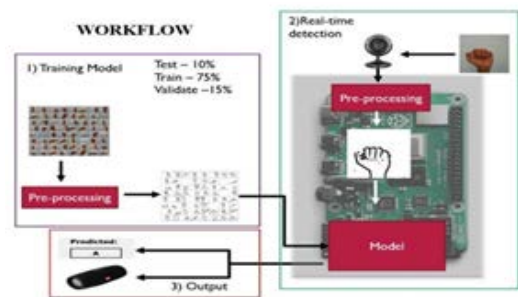 WORKFLOW
1) Training Model
Test – 10%
Train – 75%
Validate –15%
Pre-processing
2)Real-time
detection
Pre-processing
Model
Predicted:
A
3) Output